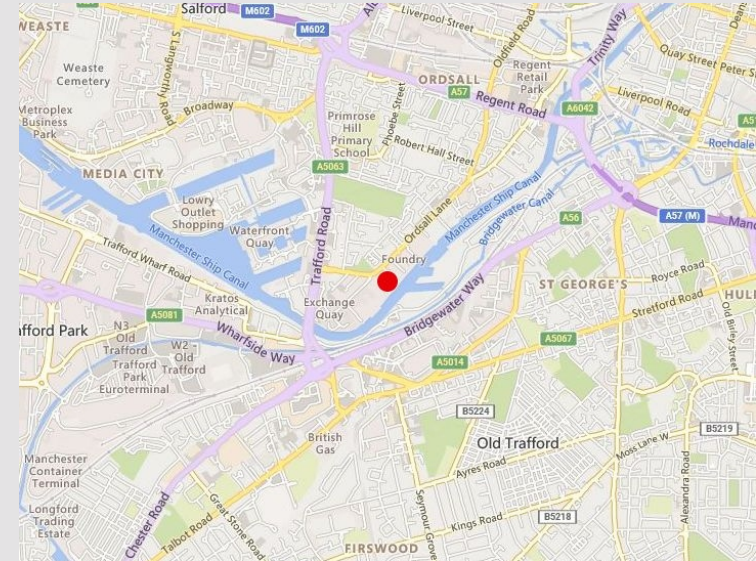 Salford
M602
M602
WEASTE
Liverpool Street
S Langworthy Road
Oldfield Road
Trinity Way
Weaste
Cemetery
ORDSALL
A57
Regent
Retail
Park
Quay Street
Peter S
Regent Road
A6042
Liverpool Road
Metroplex
Business
Park
Broadway
Primrose
Hill
Primary
School
Phoebe Street
Robert Hall Street
Rochdale
MEDIA CITY
A5063
Lowry
Outlet
Shopping
Waterfront
Quay
Manchester Ship Canal
Trafford Wharf Road
Trafford Road
Ordsall Lane
Manchester Ship Canal
Bridgewater Canal
A56
A57 (M)
Foundry
Kratos
Analytical
Exchange
Quay
Bridgewater Way
ST GEORGE'S
Royce Road
Stretford Road
Old Birley Street
afford Park
A5081
Wharfside Way
N3 -
Old
Trafford
W2 -
Old
Trafford
Trafford
Park
Euroterminal
A5067
A5014
B5224
B5219
British
Gas
Old Trafford
Moss Lane W
Manchester
Container
Terminal
Ayres Road
Alexandra Road
Longford
Trading
Estate
Chester Road
Talbot Road
Great Stone Road
Seymour Grove
Kings Road
B5218
FIRSWOOD